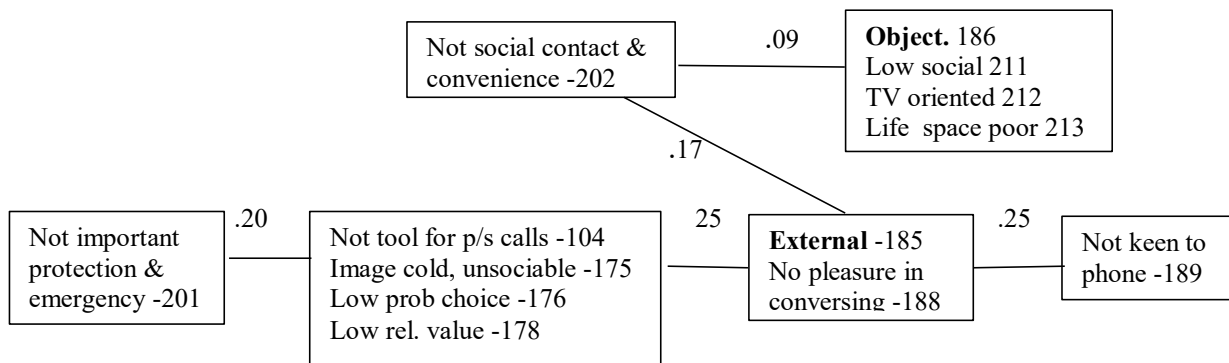 Not social contact &
convenience -202
.09
Object. 186
Low social 211
TV oriented 212
Life space poor 213
.17
Not important
protection &
emergency -201
.20
Not tool for p/s calls -104
Image cold, unsociable -175
Low prob choice -176
Low rel. value -178
25
External -185
No pleasure in
conversing -188
.25
Not keen to
phone -189